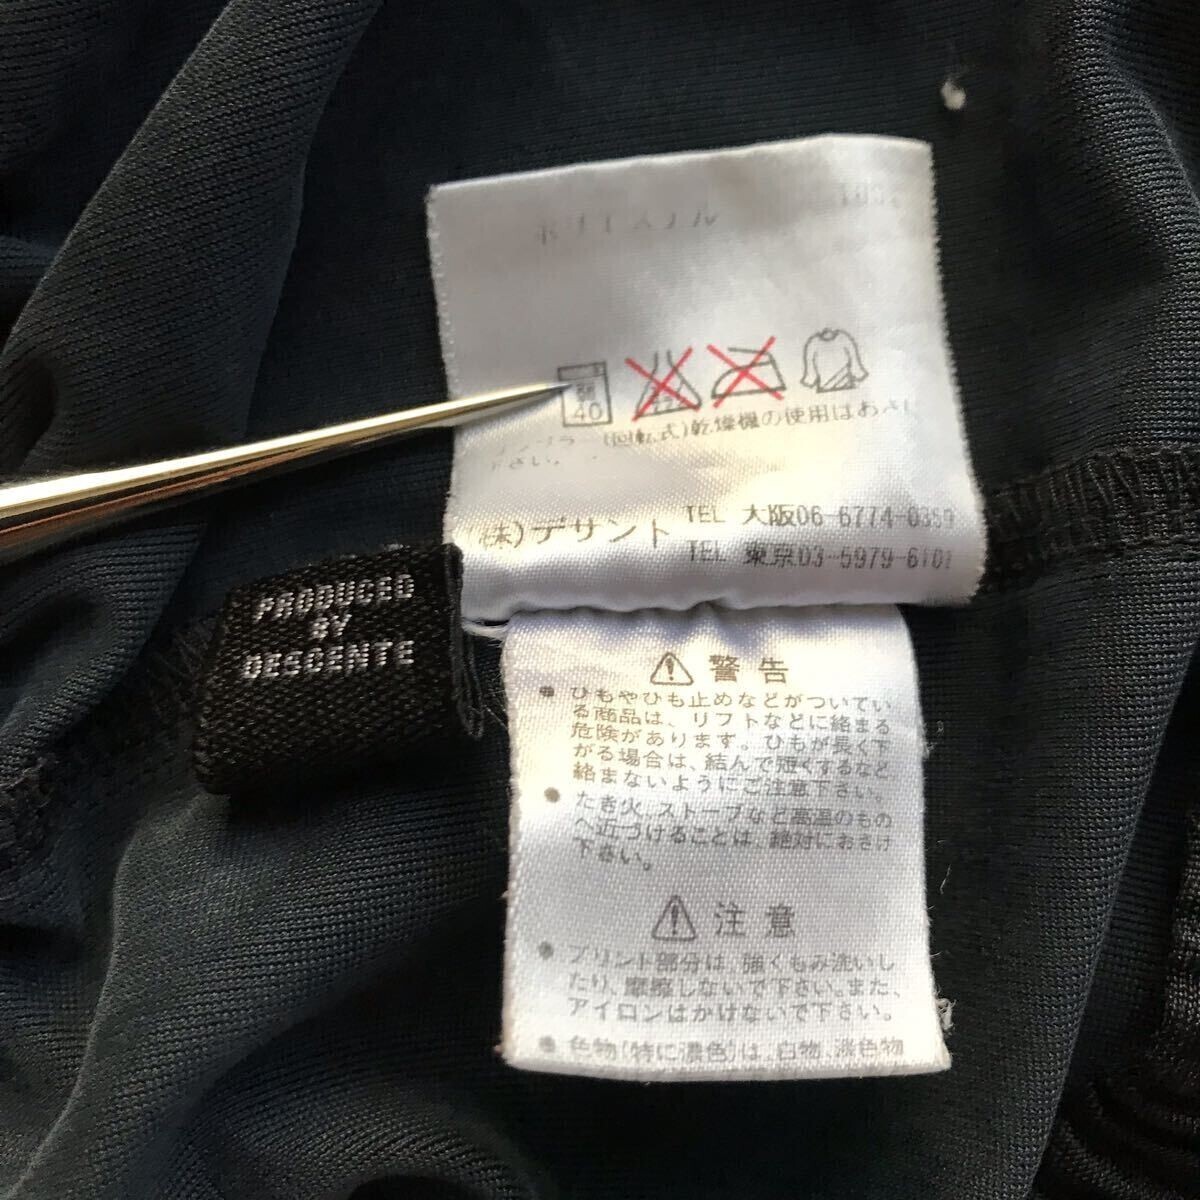 ポリエステル
弱
40
(回転式)乾燥機の使用はおさけ
下さい。
(株)デサント TEL 大阪06-6774-0359
TEL 東京03-5979-6101
PRODUCED
BY
DESCENTE
警告
● ひもやひも止めなどがついてい
る商品は、リフトなどに絡まる
危険があります。ひもが長く下
がる場合は、結んで短くするなど
絡まないようにご注意下さい。
● たき火、ストーブなど高温のもの
へ近づけることは、絶対におさけ
下さい。
注意
● プリント部分は、強くもみ洗いし
たり、摩擦しないで下さい。また、
アイロンはかけないで下さい。
● 色物(特に濃色)は、白物、淡色物